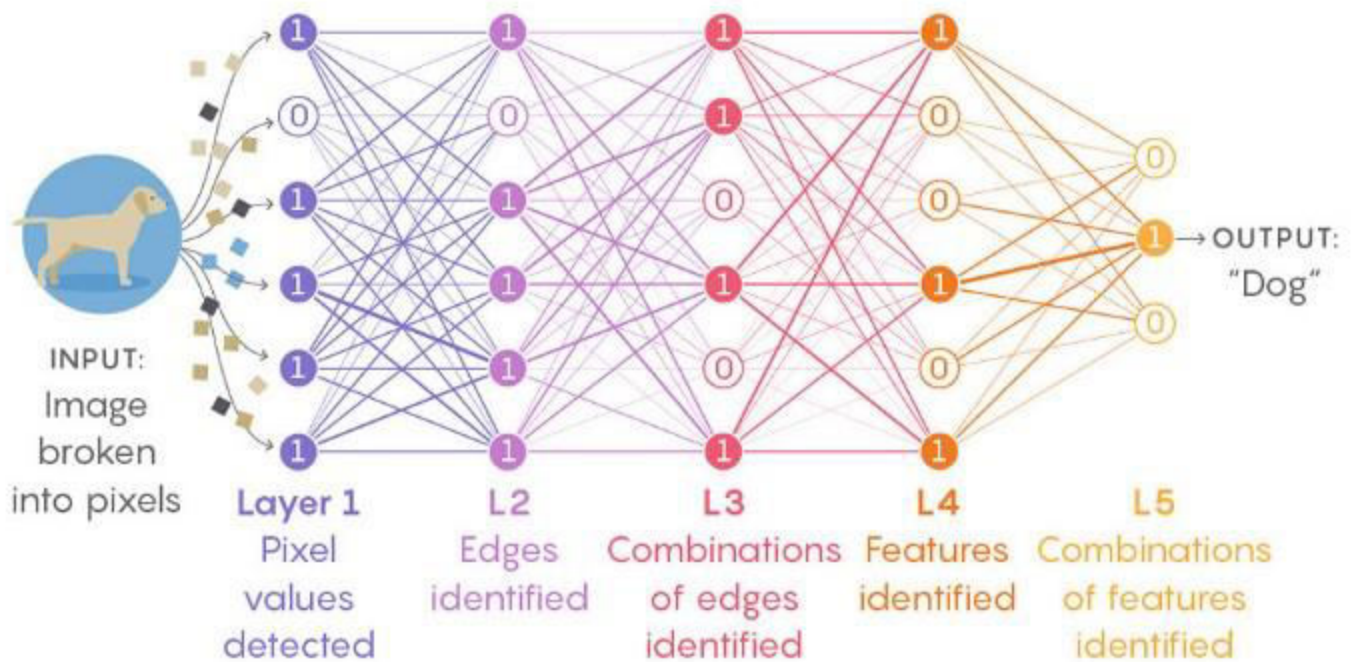 1 1 1 1
0 0 1 0
0
1 1 0 0
1 → OUTPUT:
"Dog"
1 1 1 1
0
1 1 0 0
1 1 1 1
INPUT:
Image
broken
into pixels
Layer 1
Pixel
values
detected
L2
Edges
identified
L3
Combinations
of edges
identified
L4
Features
identified
L5
Combinations
of features
identified